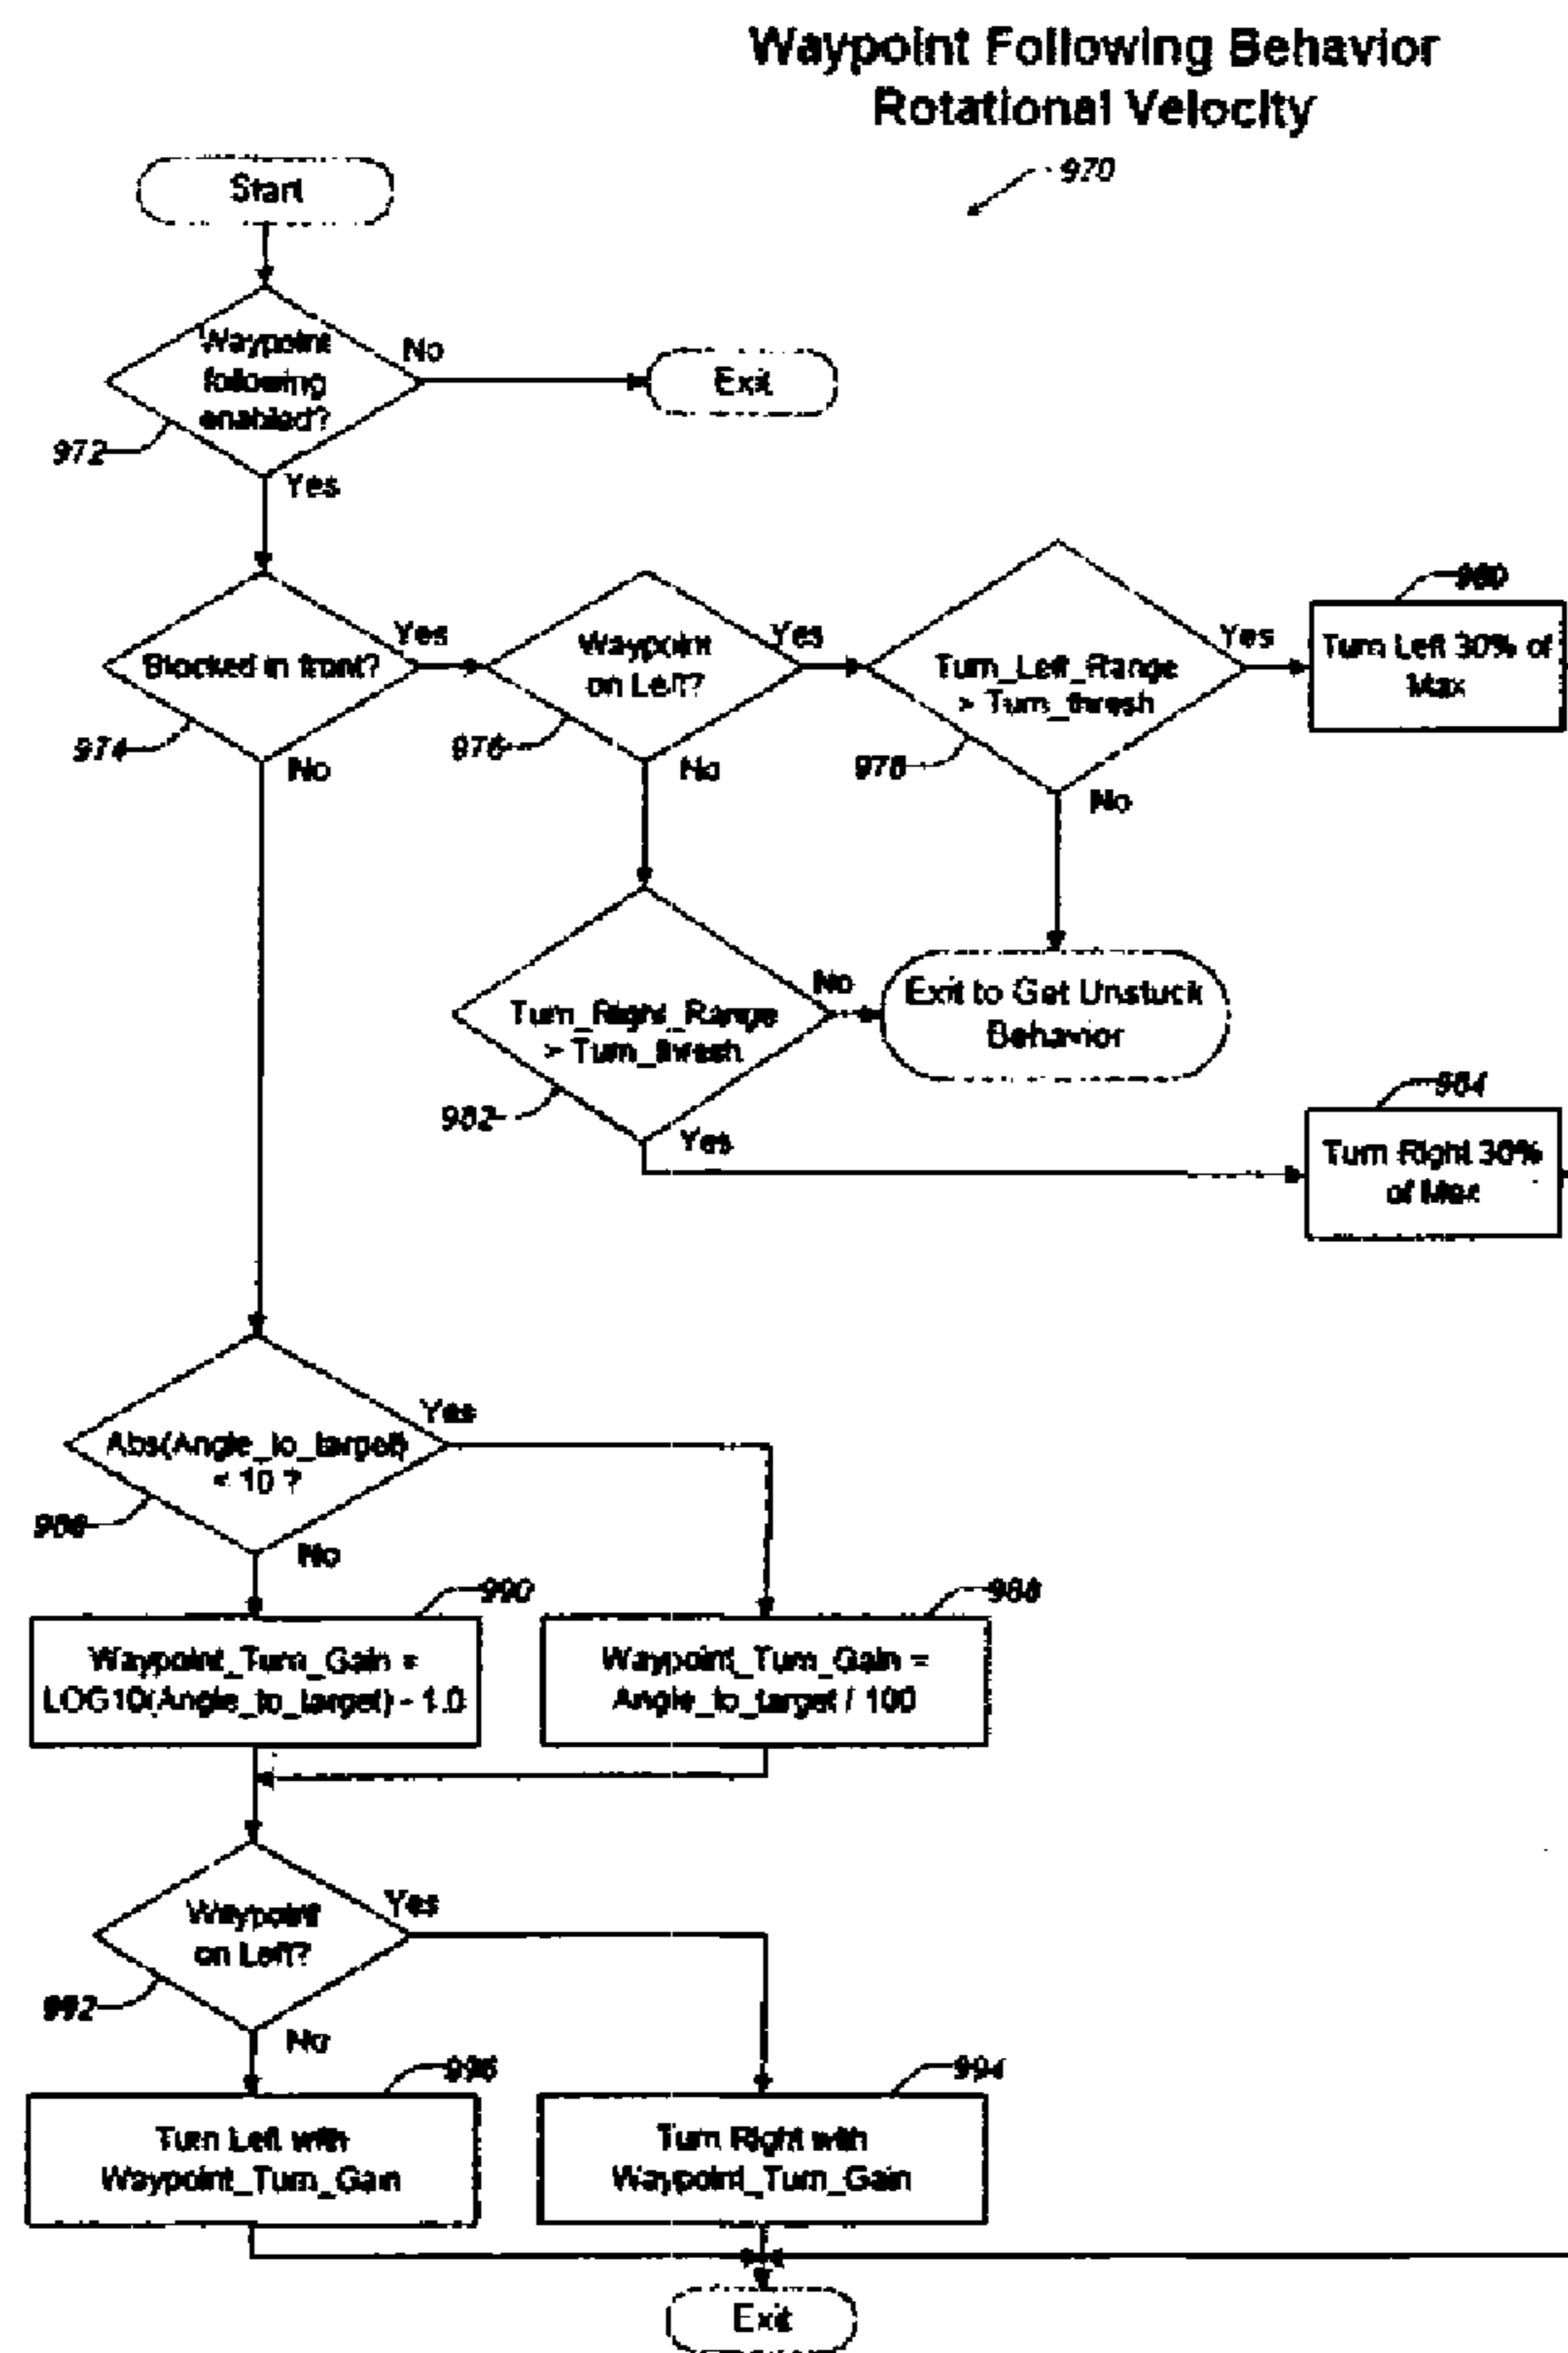 Waypoint Following Behavior
Rotational Velocity
970
Start
Waypoint
following
enabled?
No
Exit
972
Yes
Blocked in front?
Yes
974
No
Waypoint
on Left?
Yes
976
No
Turn_Left_Range
> Turn_thresh
Yes
978
No
980
Turn Left 30% of
Max
Turn_Right_Range
> Turn_thresh
No
982
Yes
Exit to Get Unstuck
Behavior
984
Turn Right 30%
of Max
Abs(Angle_to_target)
< 10 ?
Yes
986
No
990
Waypoint_Turn_Gain =
LOG10(Angle_to_target) - 1.0
988
Waypoint_Turn_Gain =
Angle_to_target / 100
Waypoint
on Left?
Yes
992
No
996
Turn Left with
Waypoint_Turn_Gain
994
Turn Right with
Waypoint_Turn_Gain
Exit